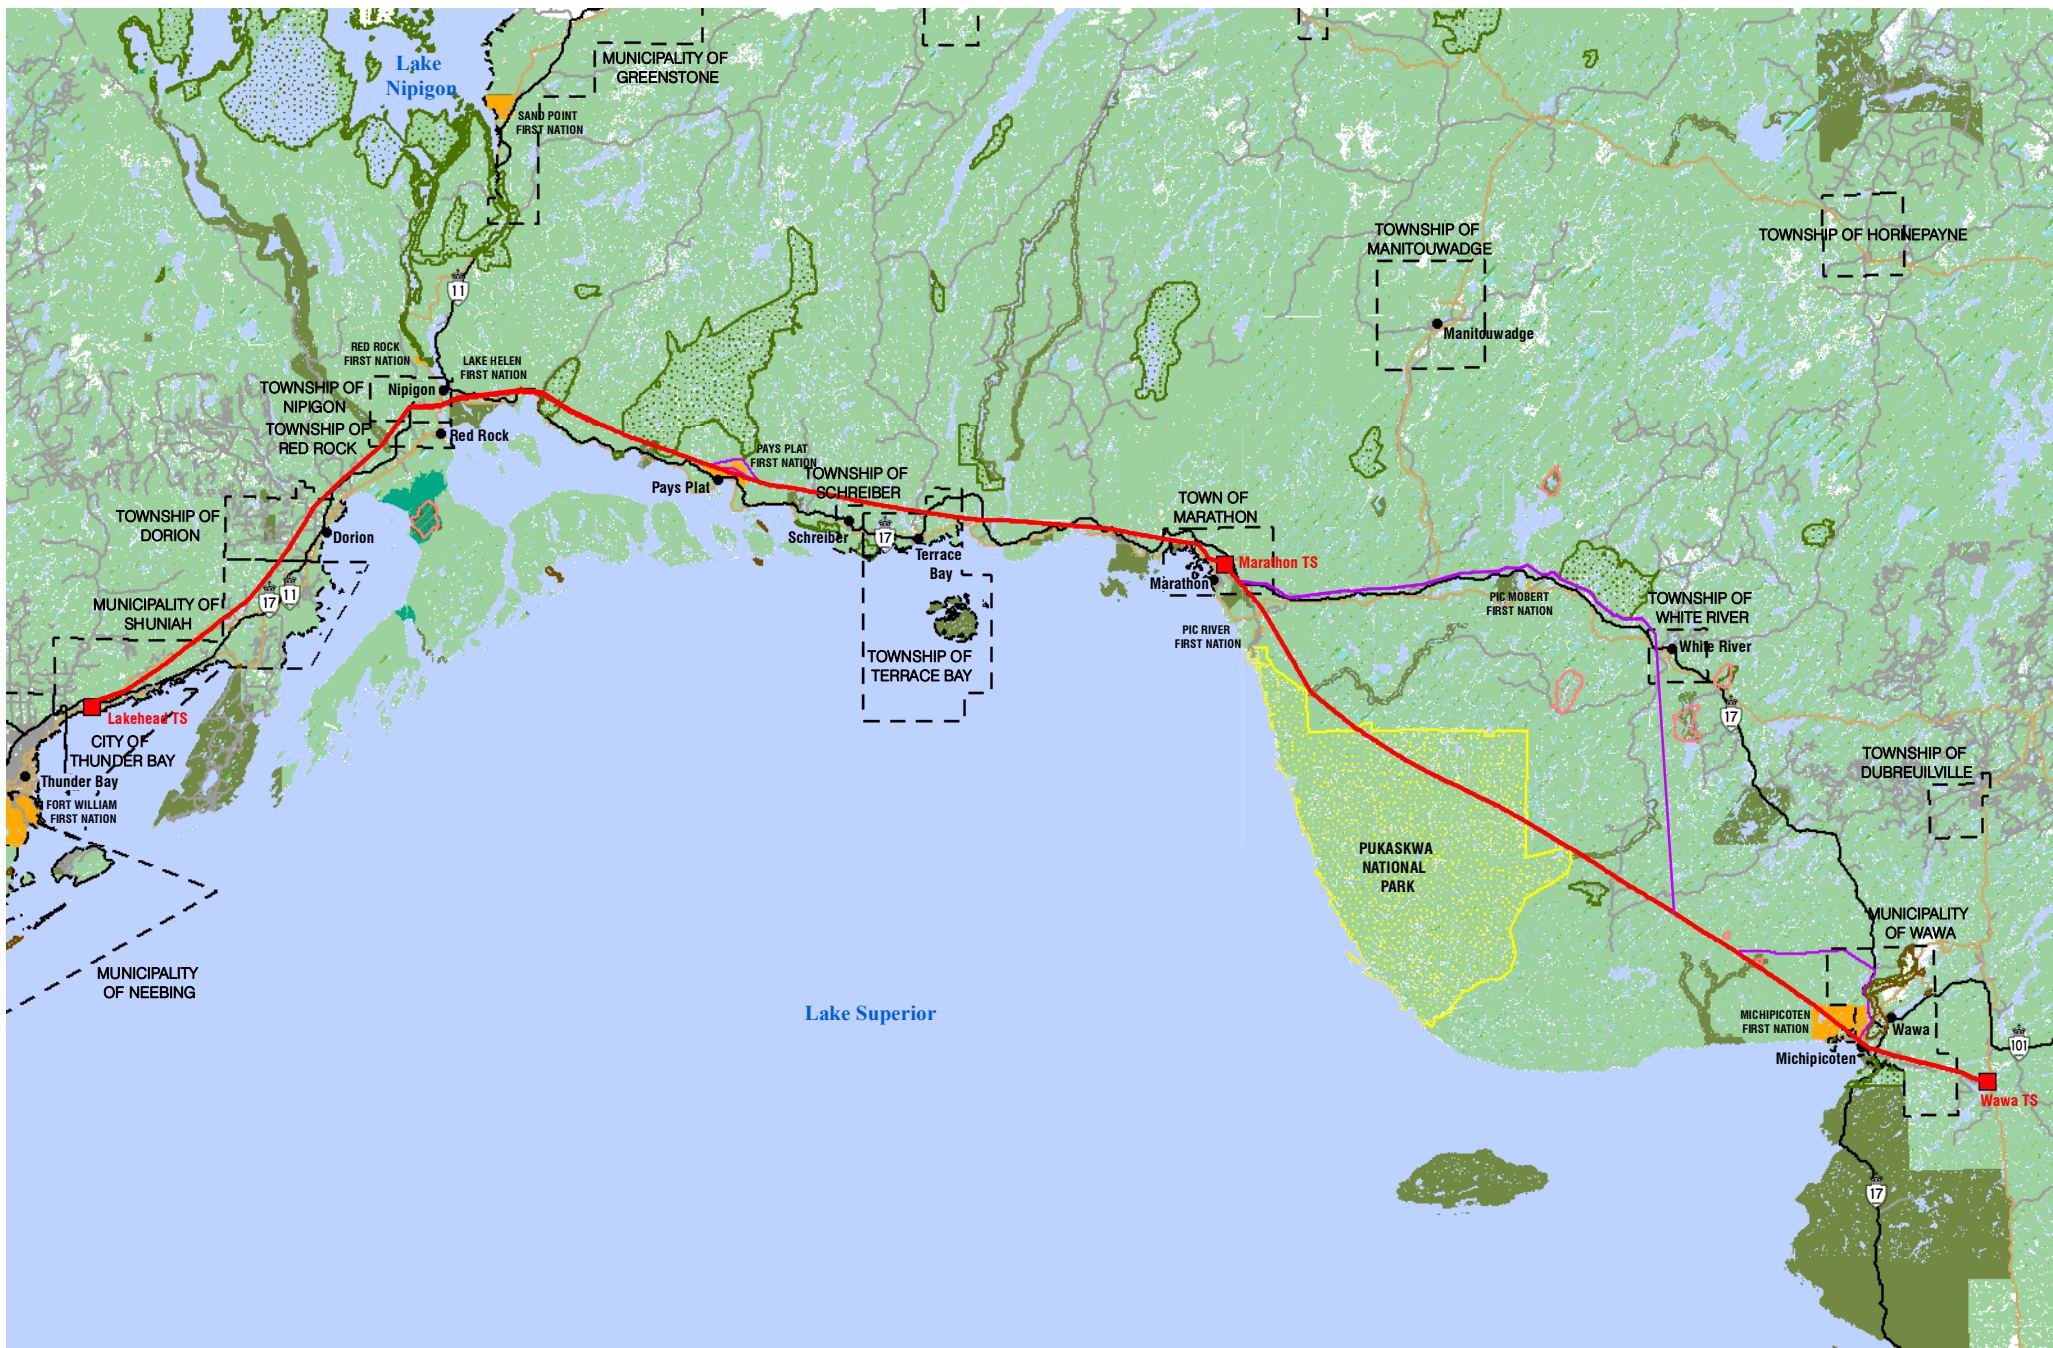 Lake
Nipigon
MUNICIPALITY OF
GREENSTONE
SAND POINT
FIRST NATION
11
TOWNSHIP OF
MANITOUWADGE
Manitouwadge
TOWNSHIP OF HORNEPAYNE
RED ROCK
FIRST NATION
LAKE HELEN
FIRST NATION
TOWNSHIP OF
NIPIGON
Nipigon
TOWNSHIP OF
RED ROCK
Red Rock
PAYS PLAT
FIRST NATION
Pays Plat
TOWNSHIP OF
SCHREIBER
Schreiber
17
Terrace
Bay
TOWN OF
MARATHON
Marathon TS
Marathon
TOWNSHIP OF
DORION
Dorion
17
11
MUNICIPALITY OF
SHUNIAH
PIC MOBERT
FIRST NATION
TOWNSHIP OF
WHITE RIVER
White River
PIC RIVER
FIRST NATION
TOWNSHIP OF
TERRACE BAY
Lakehead TS
CITY OF
THUNDER BAY
Thunder Bay
FORT WILLIAM
FIRST NATION
17
TOWNSHIP OF
DUBREUILVILLE
PUKASKWA
NATIONAL
PARK
MUNICIPALITY
OF NEEBING
MUNICIPALITY
OF WAWA
Lake Superior
MICHIPICOTEN
FIRST NATION
Wawa
Michipicoten
101
Wawa TS
17